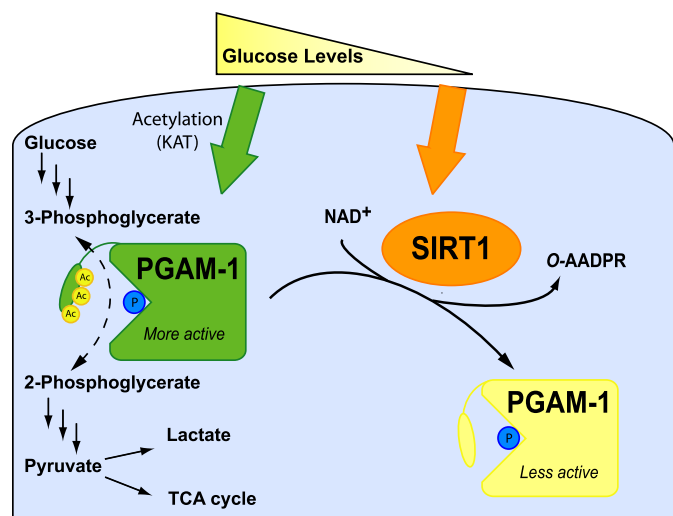 Glucose Levels
Acetylation
(KAT)
Glucose
3-Phosphoglycerate
NAD+
SIRT1
O-AADPR
PGAM-1
Ac
Ac
Ac
P
More active
2-Phosphoglycerate
PGAM-1
P
Less active
Lactate
Pyruvate
TCA cycle